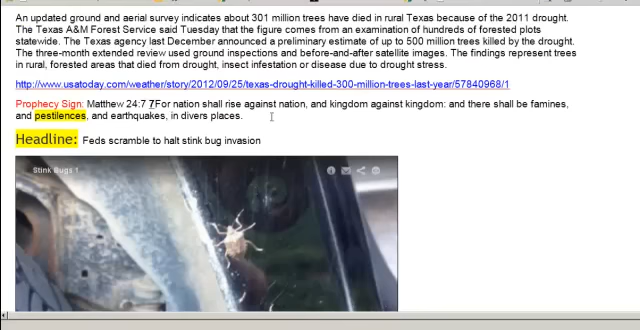 An updated ground and aerial survey indicates about 301 million trees have died in rural Texas because of the 2011 drought.
The Texas A&M Forest Service said Tuesday that the figure comes from an examination of hundreds of forested plots
statewide. The Texas agency last December announced a preliminary estimate of up to 500 million trees killed by the drought.
The three-month extended review used ground inspections and before-and-after satellite images. The findings represent trees
in rural, forested areas that died from drought, insect infestation or disease due to drought stress.
http://www.usatoday.com/weather/story/2012/09/25/texas-drought-killed-300-million-trees-last-year/57840968/1
Prophecy Sign: Matthew 24:7 7For nation shall rise against nation, and kingdom against kingdom: and there shall be famines,
and pestilences, and earthquakes, in divers places.
Headline: Feds scramble to halt stink bug invasion
Stink Bugs 1